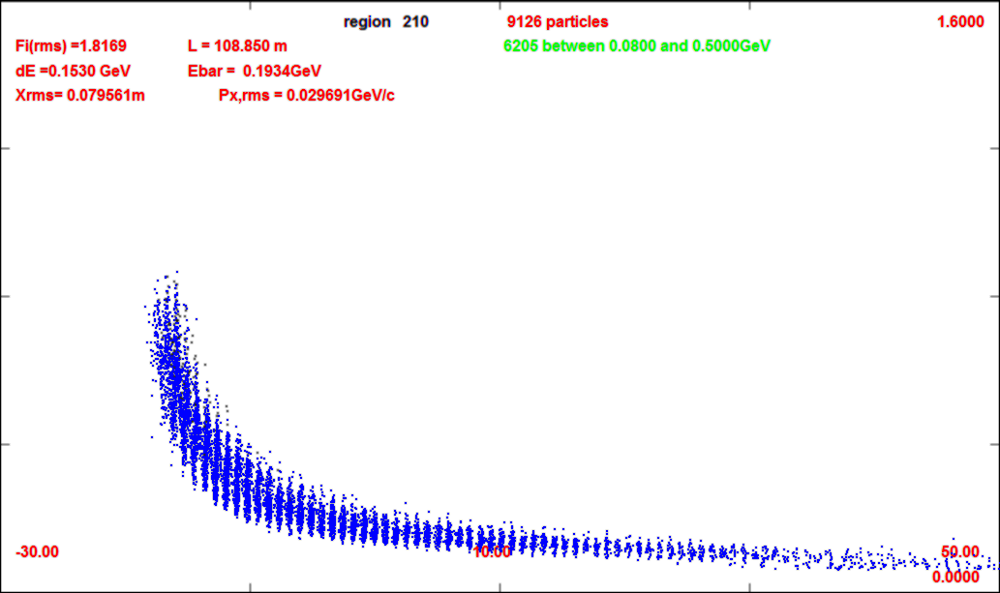 region 210 9126 particles 1.6000
Fi(rms) =1.8169 L = 108.850 m 6205 between 0.0800 and 0.5000GeV
dE =0.1530 GeV Ebar = 0.1934GeV
Xrms= 0.079561m Px,rms = 0.029691GeV/c
-30.00 10.00 50.00
0.0000